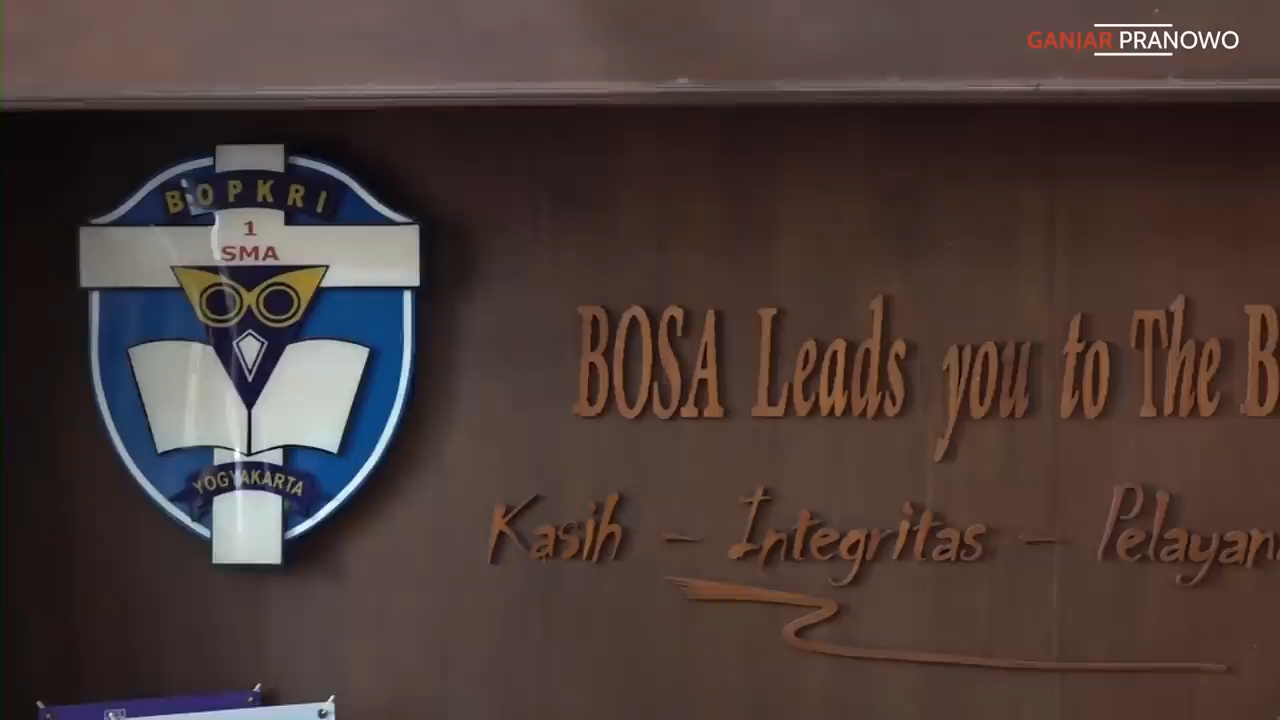 GANJAR PRANOWO
BOPKRI
1
SMA
YOGYAKARTA
BOSA Leads you to The B
Kasih - Integritas - Pelayan